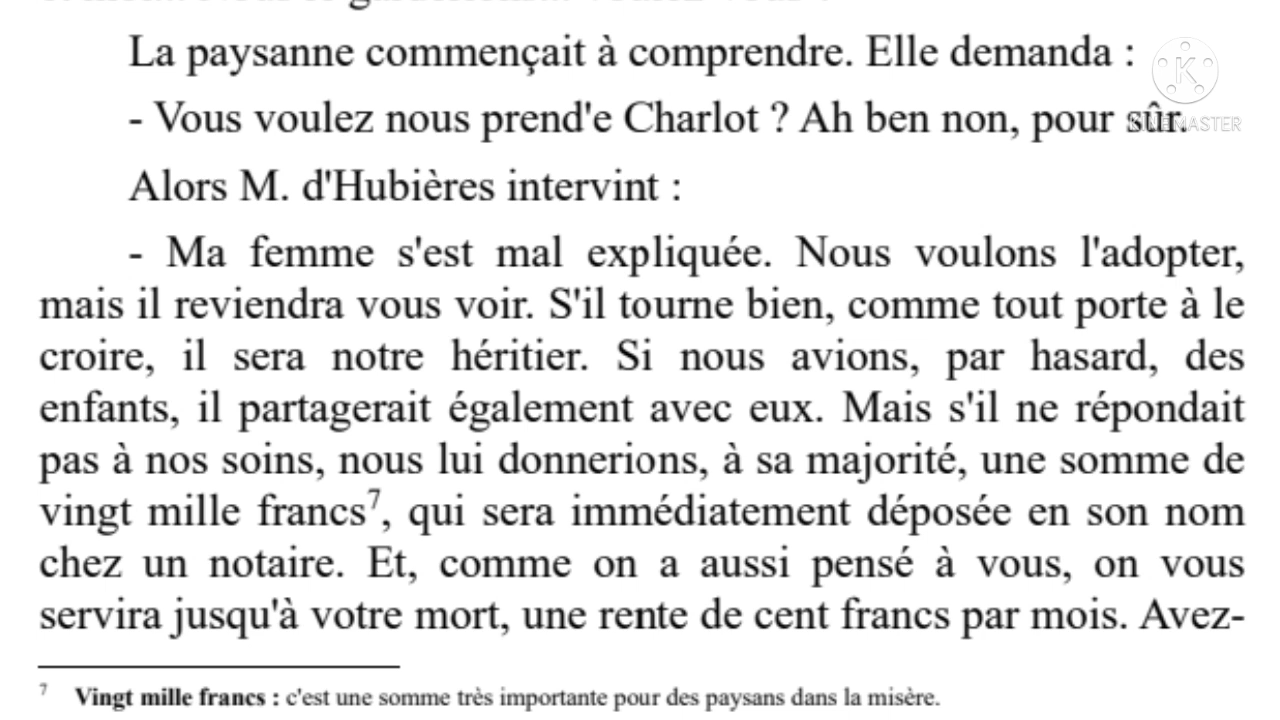 La paysanne commençait à comprendre. Elle demanda :
- Vous voulez nous prend'e Charlot ? Ah ben non, pour sûr.
KINEMASTER
Alors M. d'Hubières intervint :
- Ma femme s'est mal expliquée. Nous voulons l'adopter,
mais il reviendra vous voir. S'il tourne bien, comme tout porte à le
croire, il sera notre héritier. Si nous avions, par hasard, des
enfants, il partagerait également avec eux. Mais s'il ne répondait
pas à nos soins, nous lui donnerions, à sa majorité, une somme de
vingt mille francs7, qui sera immédiatement déposée en son nom
chez un notaire. Et, comme on a aussi pensé à vous, on vous
servira jusqu'à votre mort, une rente de cent francs par mois. Avez-
7 Vingt mille francs : c'est une somme très importante pour des paysans dans la misère.